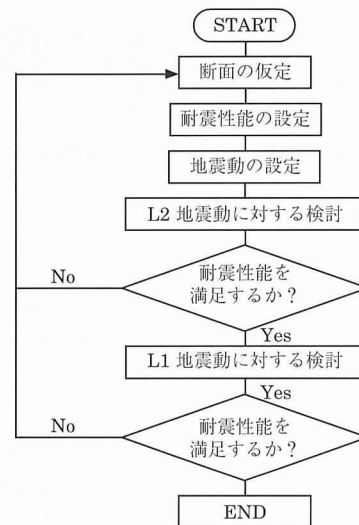 START
断面の仮定
耐震性能の設定
地震動の設定
L2 地震動に対する検討
耐震性能を
満足するか？
No
Yes
L1 地震動に対する検討
Yes
耐震性能を
満足するか？
No
END